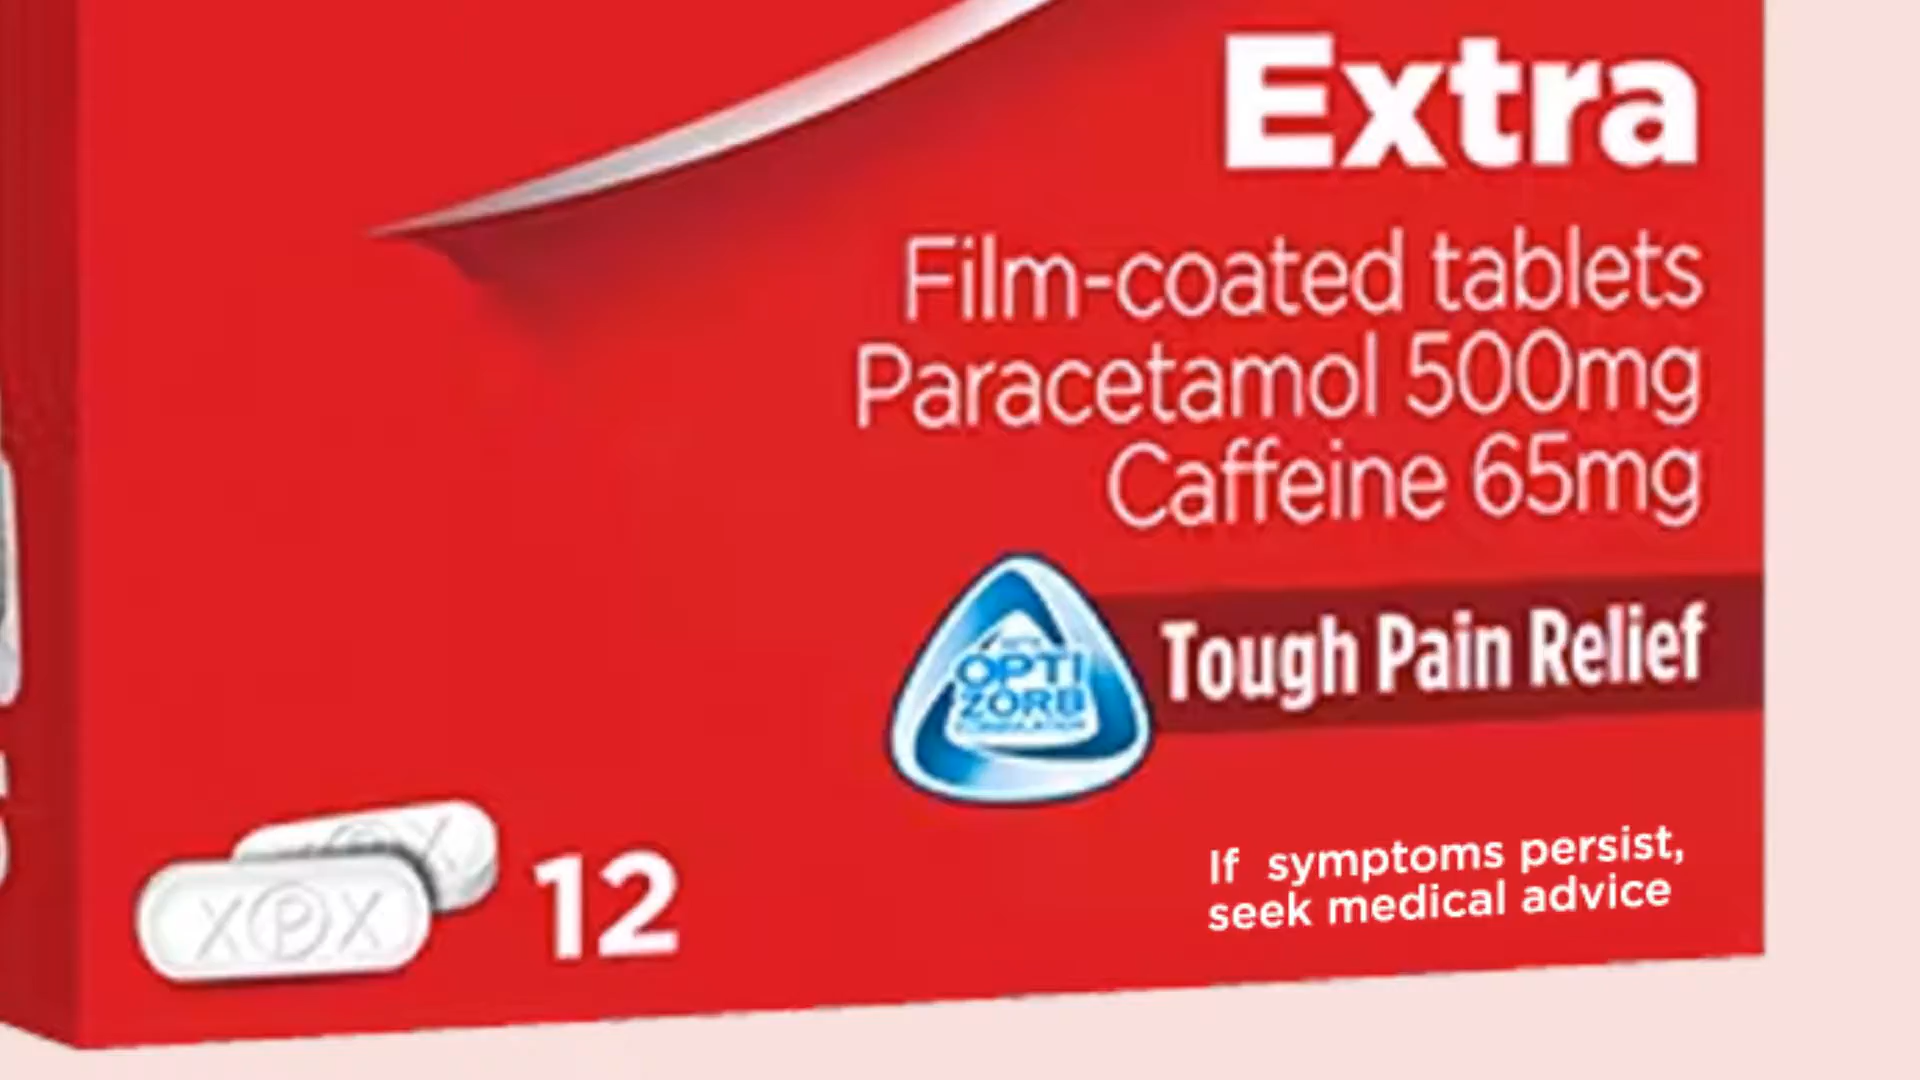 Extra
Film-coated tablets
Paracetamol 500mg
Caffeine 65mg
OPTI
ZORB
Tough Pain Relief
XPX
12
If symptoms persist,
seek medical advice